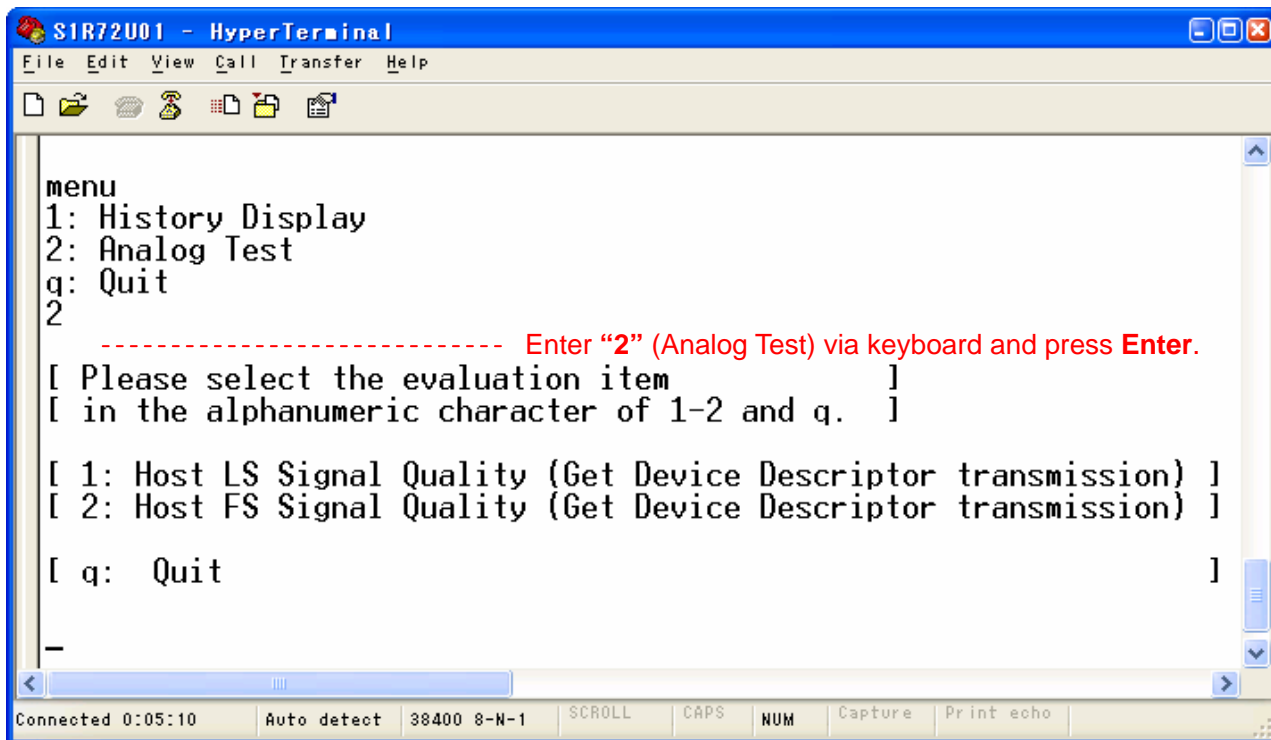 S1R72U01 - HyperTerminal
File Edit View Call Transfer Help
menu
1: History Display
2: Analog Test
q: Quit
2
----------------------------- Enter “2” (Analog Test) via keyboard and press Enter.
[ Please select the evaluation item ]
[ in the alphanumeric character of 1-2 and q. ]
[ 1: Host LS Signal Quality (Get Device Descriptor transmission) ]
[ 2: Host FS Signal Quality (Get Device Descriptor transmission) ]
[ q: Quit ]
_
Connected 0:05:10 Auto detect 38400 8-N-1 SCROLL CAPS NUM Capture Print echo